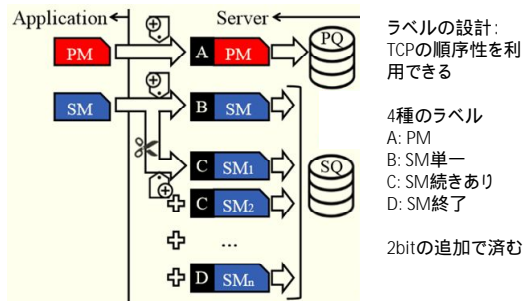 Application
Server
PM
A PM
PQ
SM
B SM
C SM1
SQ
C SM2
...
D SMn
ラベルの設計:
TCPの順序性を利
用できる
4種のラベル
A: PM
B: SM単一
C: SM続きあり
D: SM終了
2bitの追加で済む